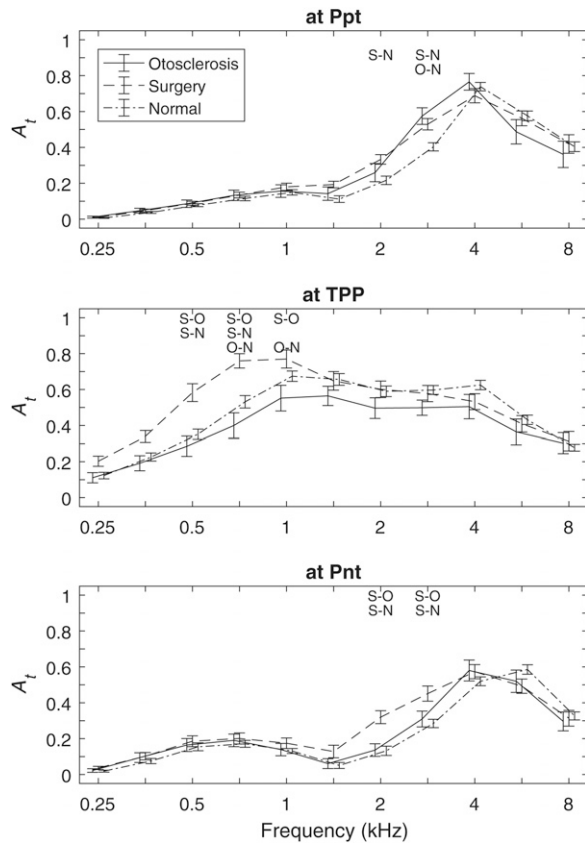 at Ppt
1
0.8
0.6
0.4
0.2
0
A_t
Otosclerosis
Surgery
Normal
S-N S-N
O-N
0.25 0.5 1 2 4 8
at TPP
1
0.8
0.6
0.4
0.2
0
A_t
S-O S-O S-O
S-N S-N
O-N O-N
0.25 0.5 1 2 4 8
at Pnt
1
0.8
0.6
0.4
0.2
0
A_t
S-O S-O
S-N S-N
0.25 0.5 1 2 4 8
Frequency (kHz)